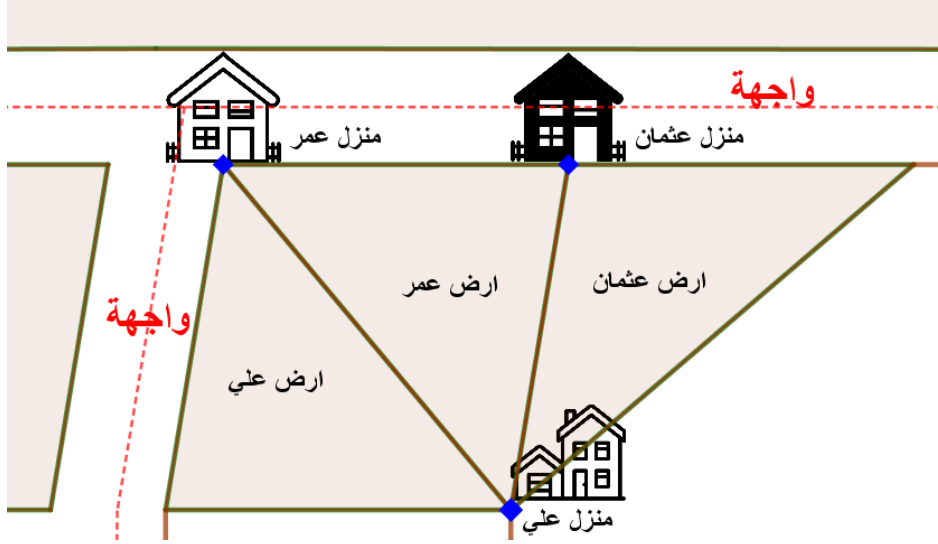 واجهة
منزل عثمان
منزل عمر
ارض عثمان
ارض عمر
واجهة
ارض علي
منزل علي